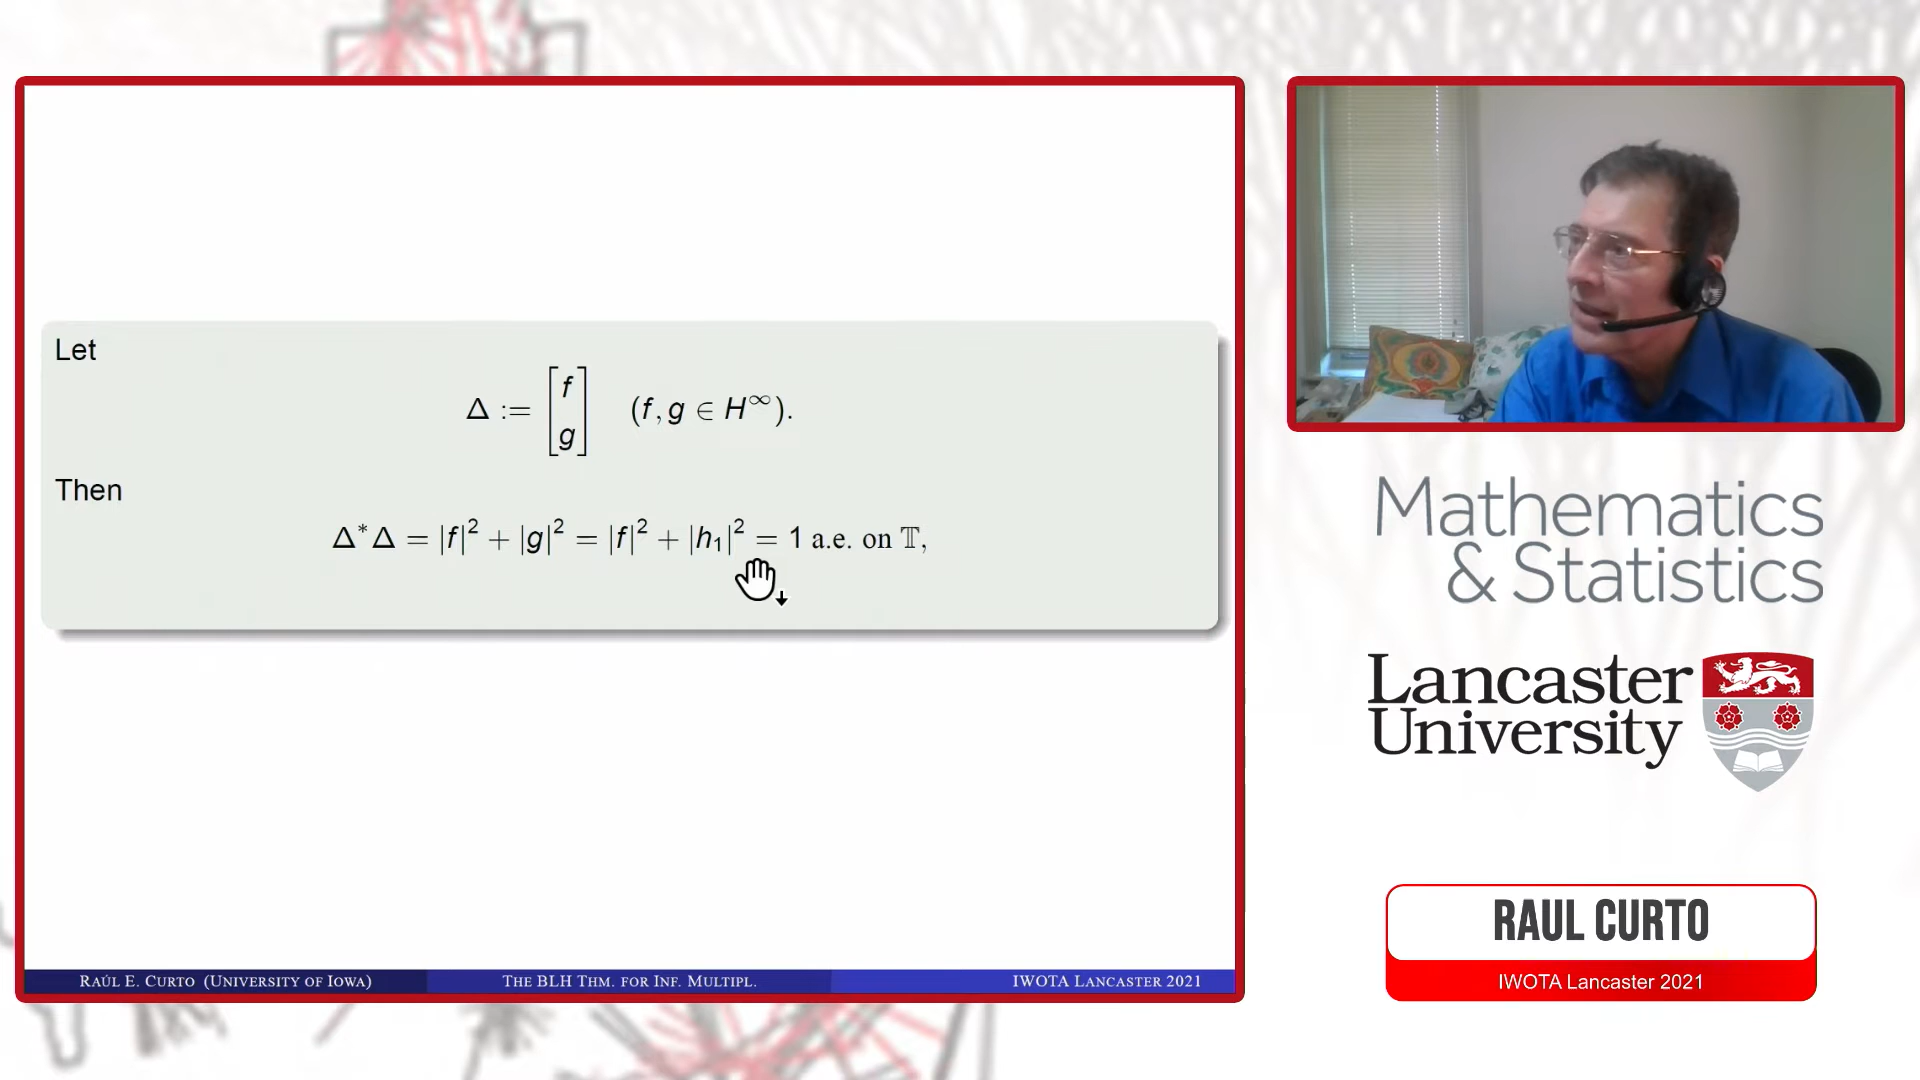 Let
Δ := [f g] (f, g ∈ H^∞).
Then
Δ*Δ = |f|² + |g|² = |f|² + |h₁|² = 1 a.e. on 𝕋,
RAÚL E. CURTO (UNIVERSITY OF IOWA) THE BLH THM. FOR INF. MULTIPL. IWOTA LANCASTER 2021
Mathematics
& Statistics
Lancaster
University
RAUL CURTO
IWOTA Lancaster 2021